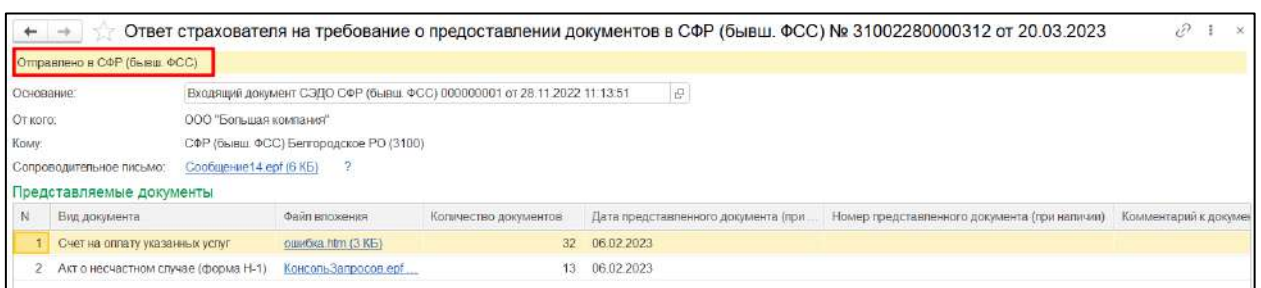 Ответ страхователя на требование о предоставлении документов в СФР (бывш. ФСС) № 31002280000312 от 20.03.2023
Отправлено в СФР (бывш. ФСС)
Основание: Входящий документ СЭДО СФР (бывш. ФСС) 000000001 от 28.11.2022 11:13:51
От кого: ООО "Большая компания"
Кому: СФР (бывш. ФСС) Белгородское РО (3100)
Сопроводительное письмо: Сообщение14.epf (6 КБ) ?
Представляемые документы
N Вид документа Файл вложения Количество документов Дата представленного документа (при ... Номер представленного документа (при наличии) Комментарий к докумен
1 Счет на оплату указанных услуг ошибка.htm (3 КБ) 32 06.02.2023
2 Акт о несчастном случае (форма Н-1) КонсольЗапросов.epf ... 13 06.02.2023